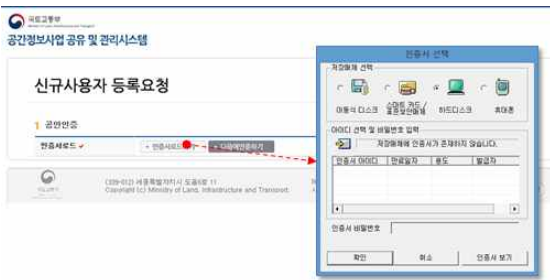 국토교통부
공간정보사업 공유 및 관리시스템
신규사용자 등록요청
1 공인인증
인증서로드
+ 인증서로드
+ 다음에인증하기
(339-012) 세종특별자치시 도움6로 11
Copyright (c) Ministry of Land, Infrastructure and Transport.
인증서 선택
저장매체 선택
이동식 디스크
스마트 카드 /
표준보안매체
하드디스크
휴대폰
아이디 선택 및 비밀번호 입력
저장매체에 인증서가 존재하지 않습니다.
인증서 아이디 만료일자 용도 발급자
인증서 비밀번호
확인 취소 인증서 보기